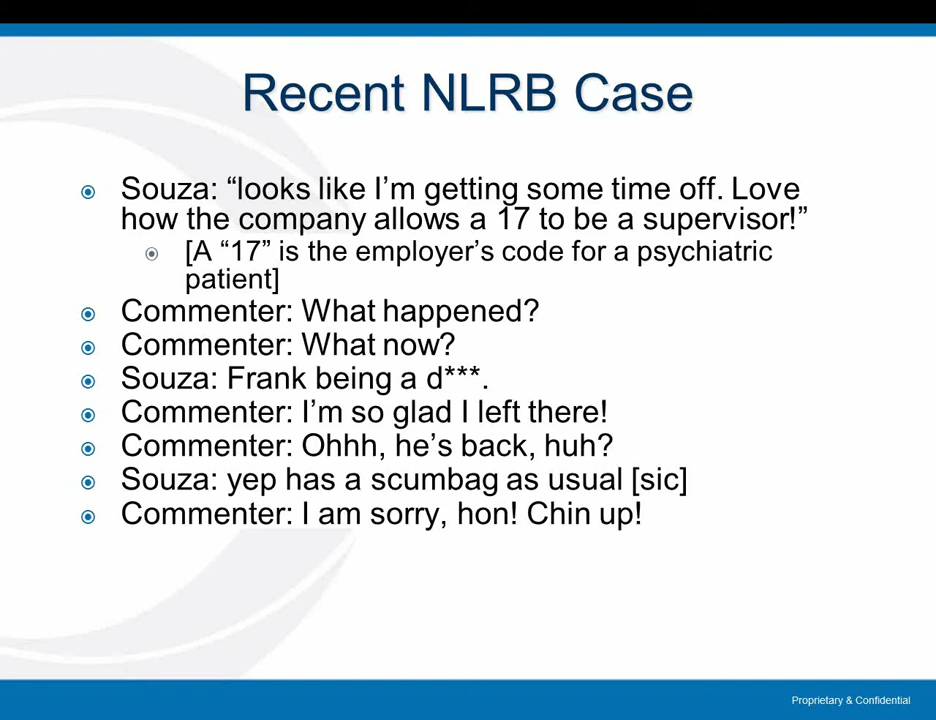 Recent NLRB Case
Souza: “looks like I’m getting some time off. Love
how the company allows a 17 to be a supervisor!”
[A “17” is the employer’s code for a psychiatric
patient]
Commenter: What happened?
Commenter: What now?
Souza: Frank being a d***.
Commenter: I’m so glad I left there!
Commenter: Ohhh, he’s back, huh?
Souza: yep has a scumbag as usual [sic]
Commenter: I am sorry, hon! Chin up!
Proprietary & Confidential